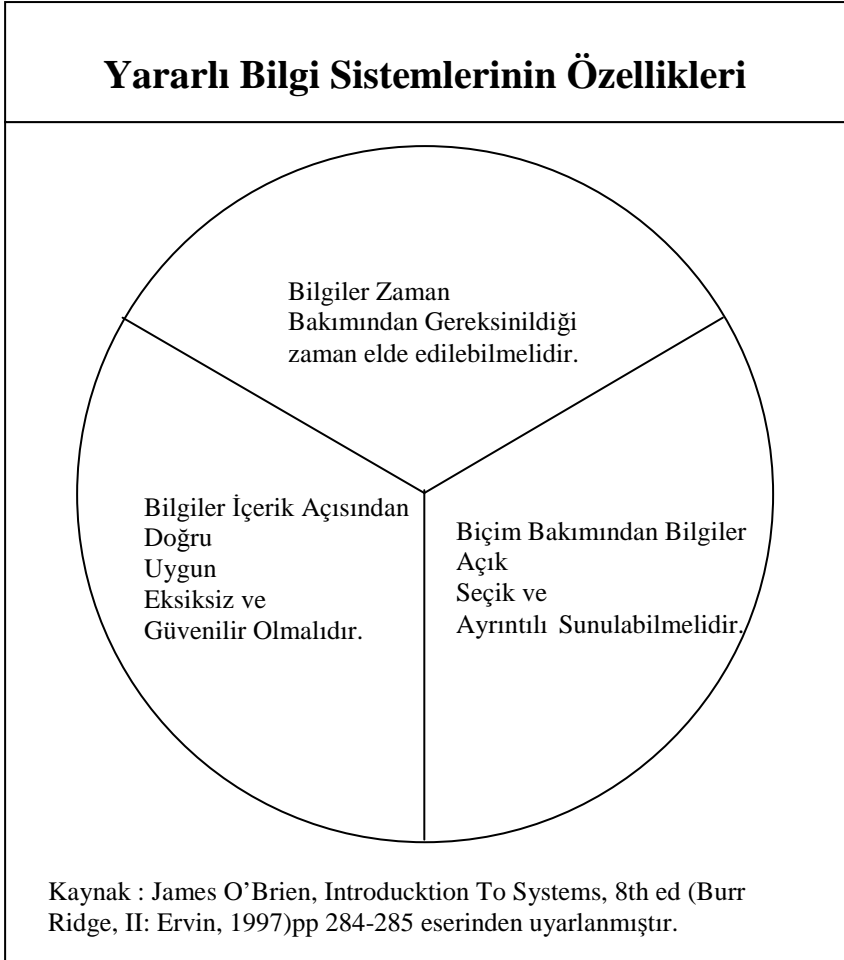 Yararlı Bilgi Sistemlerinin Özellikleri
Bilgiler Zaman
Bakımından Gereksinildiği
zaman elde edilebilmelidir.
Bilgiler İçerik Açısından
Doğru
Uygun
Eksiksiz ve
Güvenilir Olmalıdır.
Biçim Bakımından Bilgiler
Açık
Seçik ve
Ayrıntılı Sunulabilmelidir.
Kaynak : James O’Brien, Introducktion To Systems, 8th ed (Burr
Ridge, II: Ervin, 1997)pp 284-285 eserinden uyarlanmıştır.